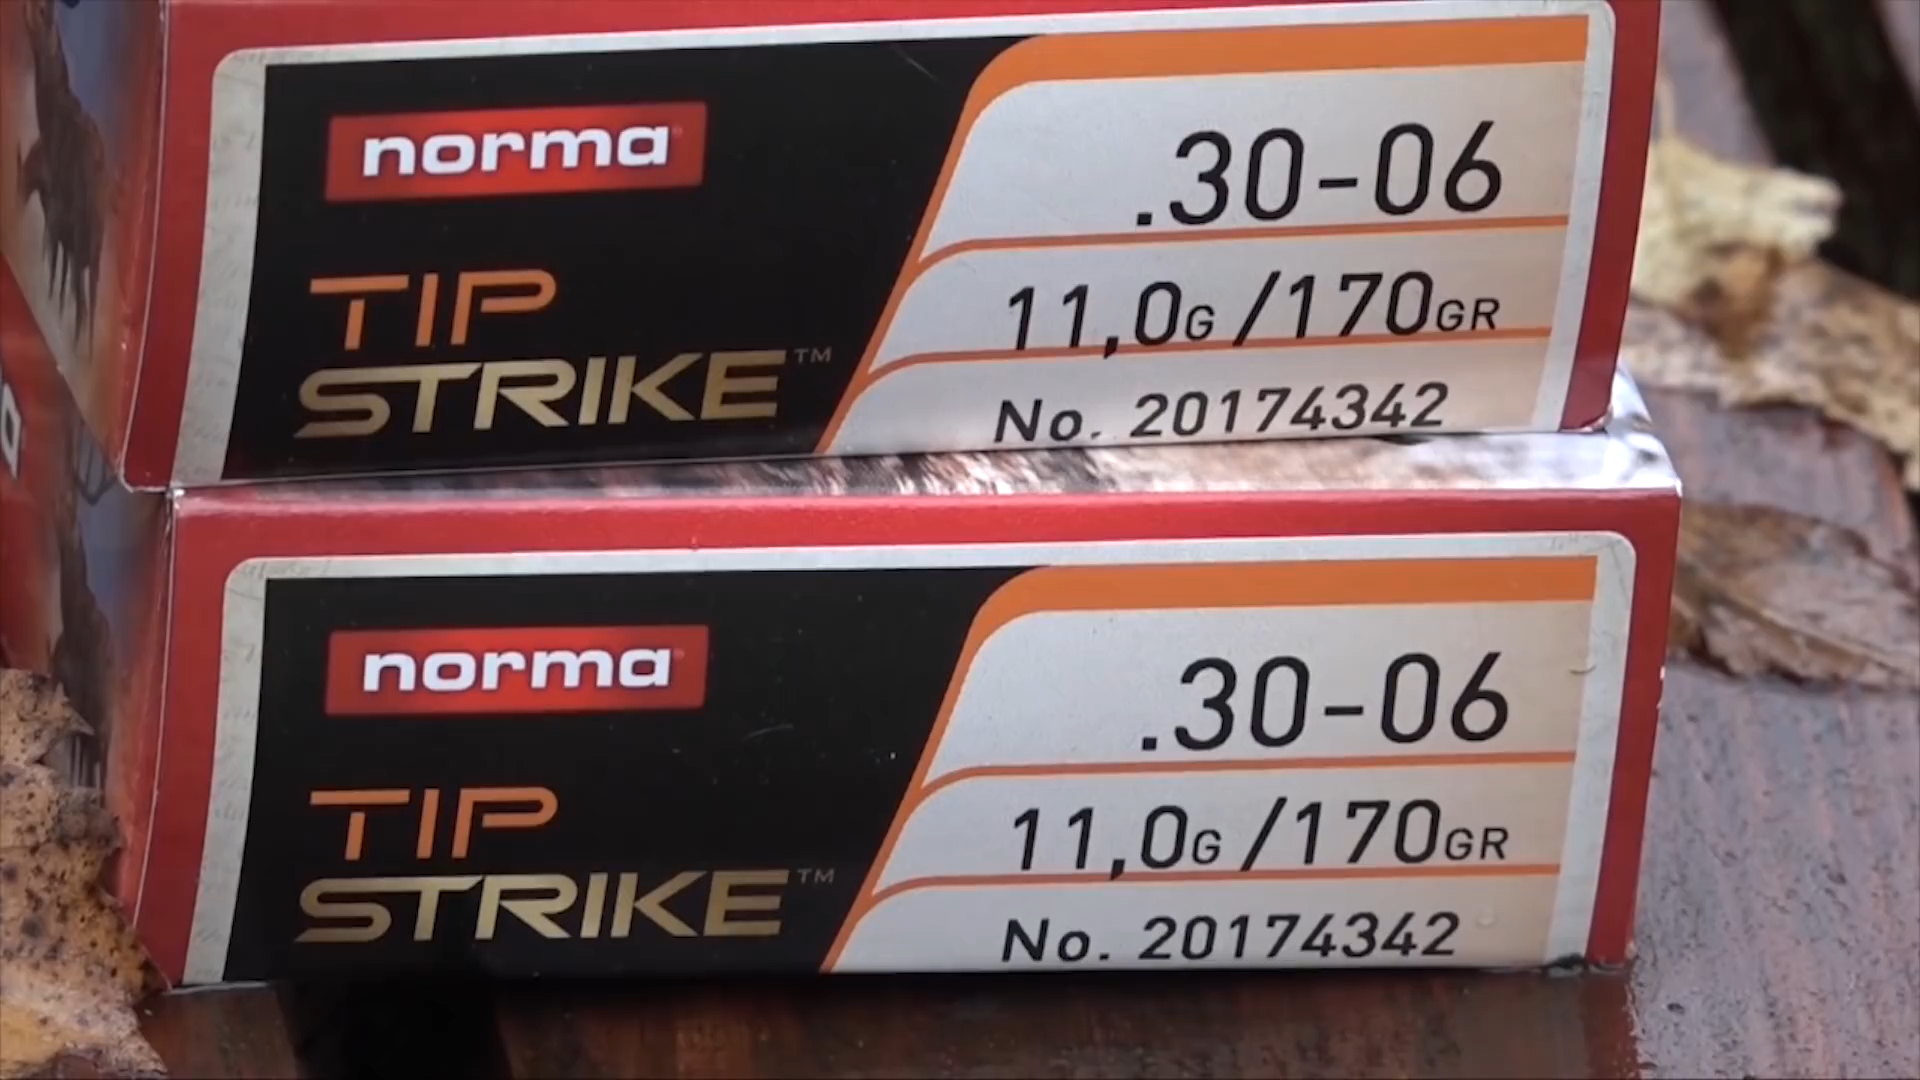 norma
TIP
STRIKE™
.30-06
11,0G/170GR
No. 20174342
norma
TIP
STRIKE™
.30-06
11,0G/170GR
No. 20174342